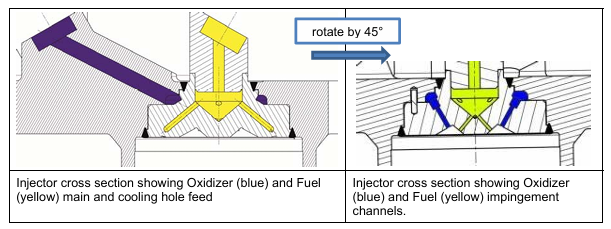 rotate by 45°
Injector cross section showing Oxidizer (blue) and Fuel
(yellow) main and cooling hole feed
Injector cross section showing Oxidizer
(blue) and Fuel (yellow) impingement
channels.